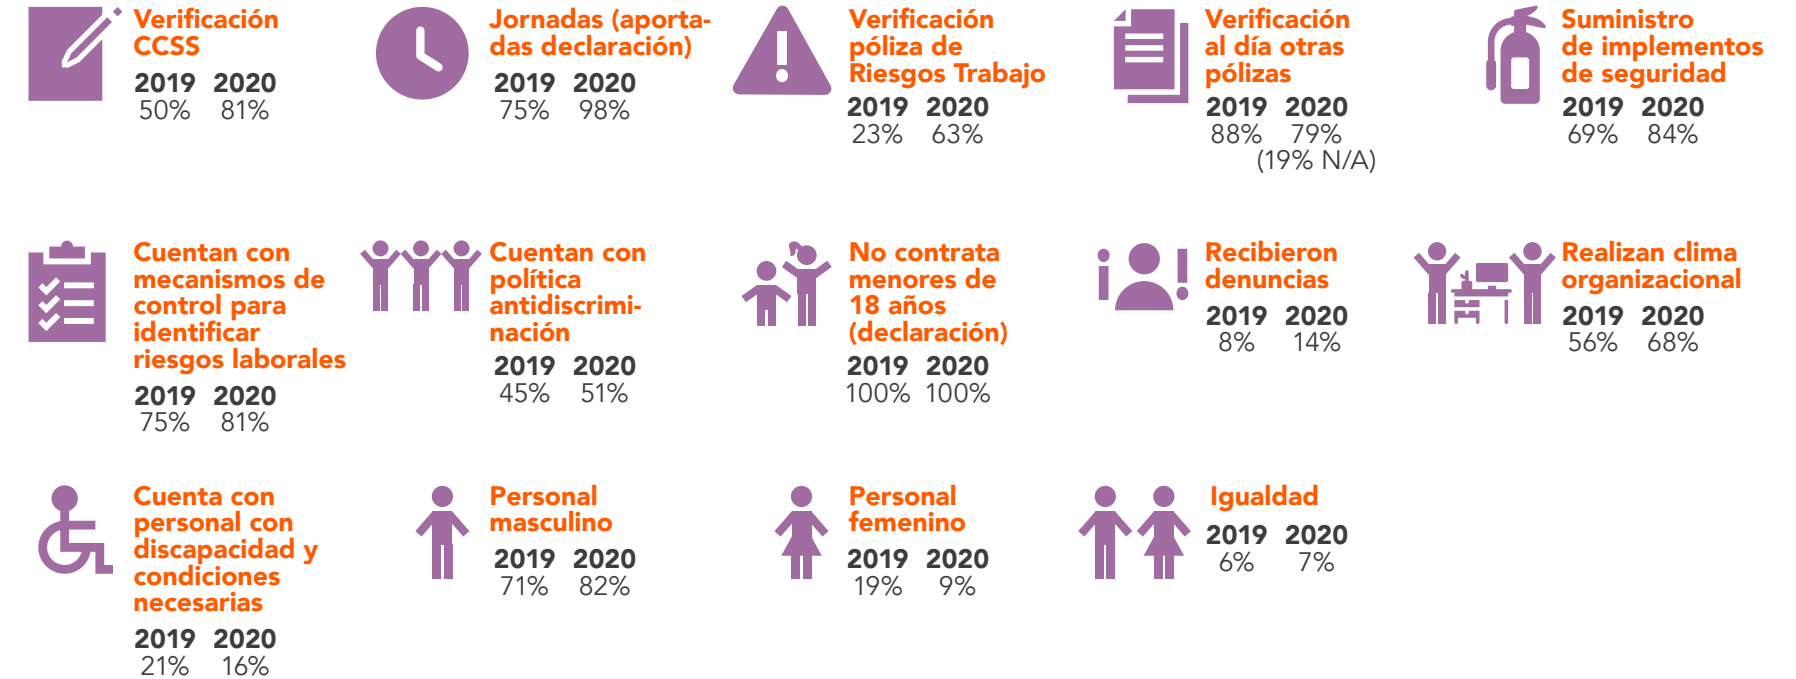 Verificación
CCSS
2019 2020
50% 81%
Jornadas (aporta-
das declaración)
2019 2020
75% 98%
Verificación
póliza de
Riesgos Trabajo
2019 2020
23% 63%
Verificación
al día otras
pólizas
2019 2020
88% 79%
(19% N/A)
Suministro
de implementos
de seguridad
2019 2020
69% 84%
Cuentan con
mecanismos de
control para
identificar
riesgos laborales
2019 2020
75% 81%
Cuentan con
política
antidiscrimi-
nación
2019 2020
45% 51%
No contrata
menores de
18 años
(declaración)
2019 2020
100% 100%
Recibieron
denuncias
2019 2020
8% 14%
Realizan clima
organizacional
2019 2020
56% 68%
Cuenta con
personal con
discapacidad y
condiciones
necesarias
2019 2020
21% 16%
Personal
masculino
2019 2020
71% 82%
Personal
femenino
2019 2020
19% 9%
Igualdad
2019 2020
6% 7%